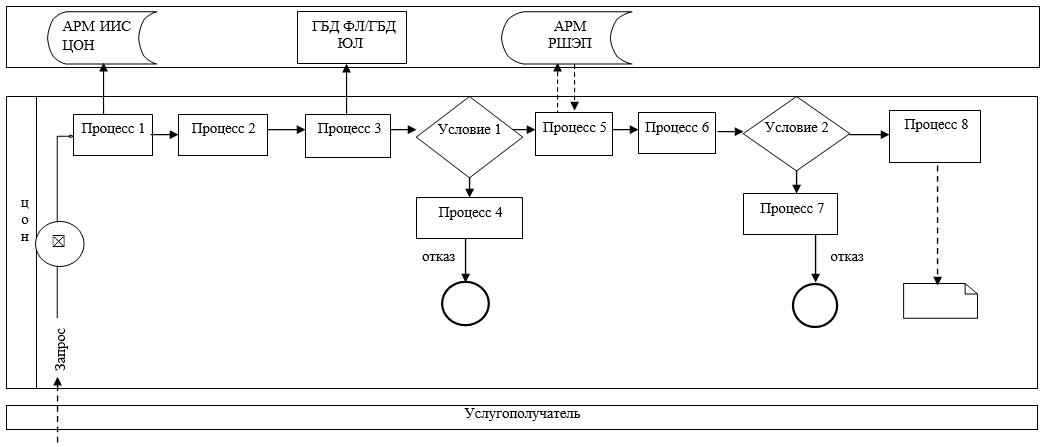 АРМ ИИС
ЦОН
ГБД ФЛ/ГБД
ЮЛ
АРМ
РШЭП
Процесс 1
Процесс 2
Процесс 3
Условие 1
Процесс 5
Процесс 6
Условие 2
Процесс 8
Процесс 4
Процесс 7
ц
о
н
отказ
отказ
Запрос
Услугополучатель